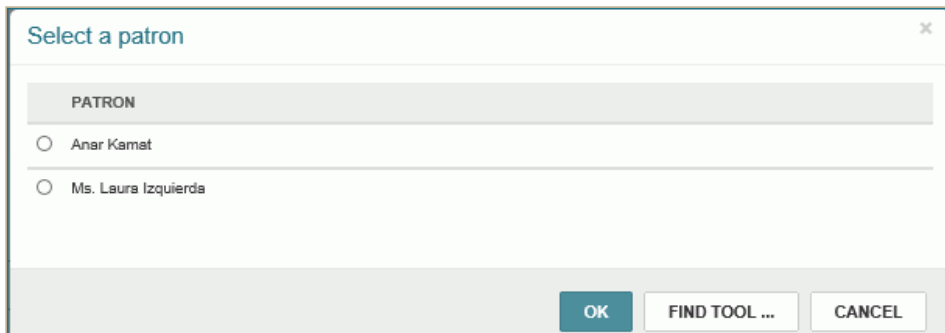 Select a patron
PATRON
Anar Kamat
Ms. Laura Izquierda
OK FIND TOOL ... CANCEL